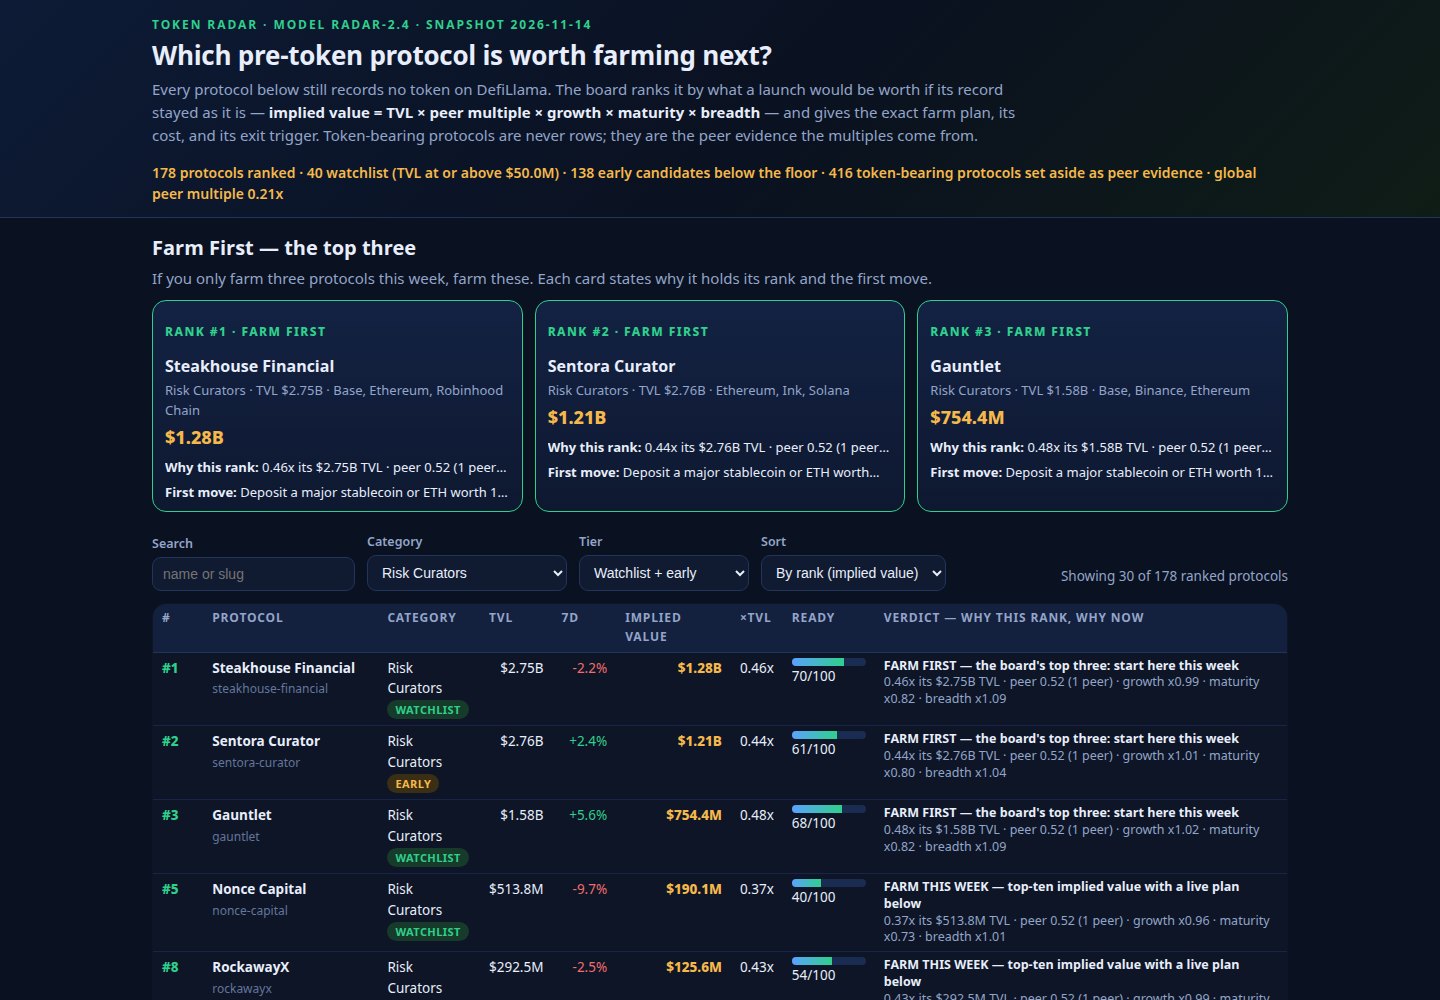 TOKEN RADAR · MODEL RADAR-2.4 · SNAPSHOT 2026-11-14
Which pre-token protocol is worth farming next?
Every protocol below still records no token on DefiLlama. The board ranks it by what a launch would be worth if its record
stayed as it is — implied value = TVL × peer multiple × growth × maturity × breadth — and gives the exact farm plan, its
cost, and its exit trigger. Token-bearing protocols are never rows; they are the peer evidence the multiples come from.
178 protocols ranked · 40 watchlist (TVL at or above $50.0M) · 138 early candidates below the floor · 416 token-bearing protocols set aside as peer evidence · global
peer multiple 0.21x
Farm First — the top three
If you only farm three protocols this week, farm these. Each card states why it holds its rank and the first move.
RANK #1 · FARM FIRST
Steakhouse Financial
Risk Curators · TVL $2.75B · Base, Ethereum, Robinhood
Chain
$1.28B
Why this rank: 0.46x its $2.75B TVL · peer 0.52 (1 peer...
First move: Deposit a major stablecoin or ETH worth 1...
RANK #2 · FARM FIRST
Sentora Curator
Risk Curators · TVL $2.76B · Ethereum, Ink, Solana
$1.21B
Why this rank: 0.44x its $2.76B TVL · peer 0.52 (1 peer...
First move: Deposit a major stablecoin or ETH worth...
RANK #3 · FARM FIRST
Gauntlet
Risk Curators · TVL $1.58B · Base, Binance, Ethereum
$754.4M
Why this rank: 0.48x its $1.58B TVL · peer 0.52 (1 peer...
First move: Deposit a major stablecoin or ETH worth 1...
Search
name or slug
Category
Risk Curators
Tier
Watchlist + early
Sort
By rank (implied value)
Showing 30 of 178 ranked protocols
# PROTOCOL CATEGORY TVL 7D IMPLIED VALUE ×TVL READY VERDICT — WHY THIS RANK, WHY NOW
#1 Steakhouse Financial Risk $2.75B -2.2% $1.28B 0.46x 70/100 FARM FIRST — the board's top three: start here this week
steakhouse-financial Curators 0.46x its $2.75B TVL · peer 0.52 (1 peer) · growth x0.99 · maturity
WATCHLIST x0.82 · breadth x1.09
#2 Sentora Curator Risk $2.76B +2.4% $1.21B 0.44x 61/100 FARM FIRST — the board's top three: start here this week
sentora-curator Curators 0.44x its $2.76B TVL · peer 0.52 (1 peer) · growth x1.01 · maturity
EARLY x0.80 · breadth x1.04
#3 Gauntlet Risk $1.58B +5.6% $754.4M 0.48x 68/100 FARM FIRST — the board's top three: start here this week
gauntlet Curators 0.48x its $1.58B TVL · peer 0.52 (1 peer) · growth x1.02 · maturity
WATCHLIST x0.82 · breadth x1.09
#5 Nonce Capital Risk $513.8M -9.7% $190.1M 0.37x 40/100 FARM THIS WEEK — top-ten implied value with a live plan
below
nonce-capital Curators 0.37x its $513.8M TVL · peer 0.52 (1 peer) · growth x0.96 · maturity
WATCHLIST x0.73 · breadth x1.01
#8 RockawayX Risk $292.5M -2.5% $125.6M 0.43x 54/100 FARM THIS WEEK — top-ten implied value with a live plan
below
rockawayx Curators 0.43x its $292.5M TVL · peer 0.52 (1 peer) · growth x0.99 · maturity